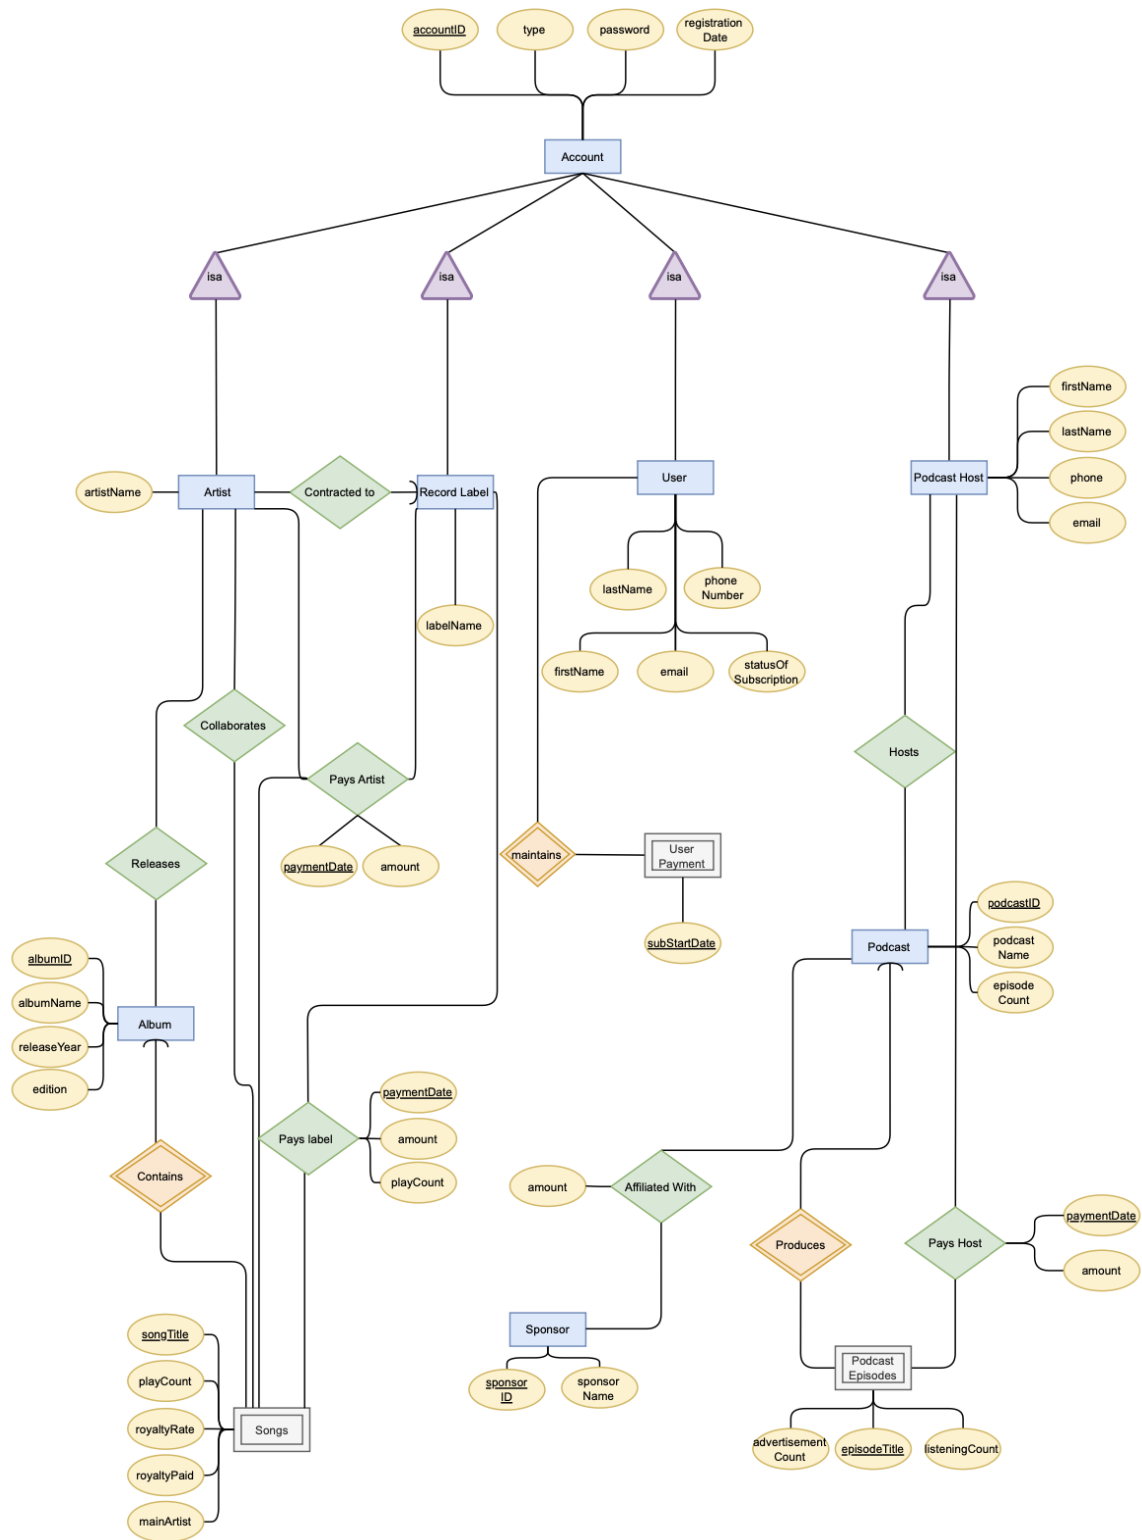 accountID
type
password
registration
Date
Account
isa
isa
isa
isa
firstName
lastName
phone
email
artistName
Artist
Contracted to
Record Label
User
Podcast Host
lastName
phone
Number
labelName
firstName
email
statusOf
Subscription
Collaborates
Pays Artist
Hosts
Releases
paymentDate
amount
maintains
User
Payment
subStartDate
podcastID
podcast
Name
episode
Count
Podcast
albumID
albumName
releaseYear
edition
Album
paymentDate
amount
playCount
Pays label
Contains
amount
Affiliated With
Produces
Pays Host
paymentDate
amount
Sponsor
sponsor
ID
sponsor
Name
songTitle
playCount
royaltyRate
royaltyPaid
mainArtist
Songs
Podcast
Episodes
advertisement
Count
episodeTitle
listeningCount